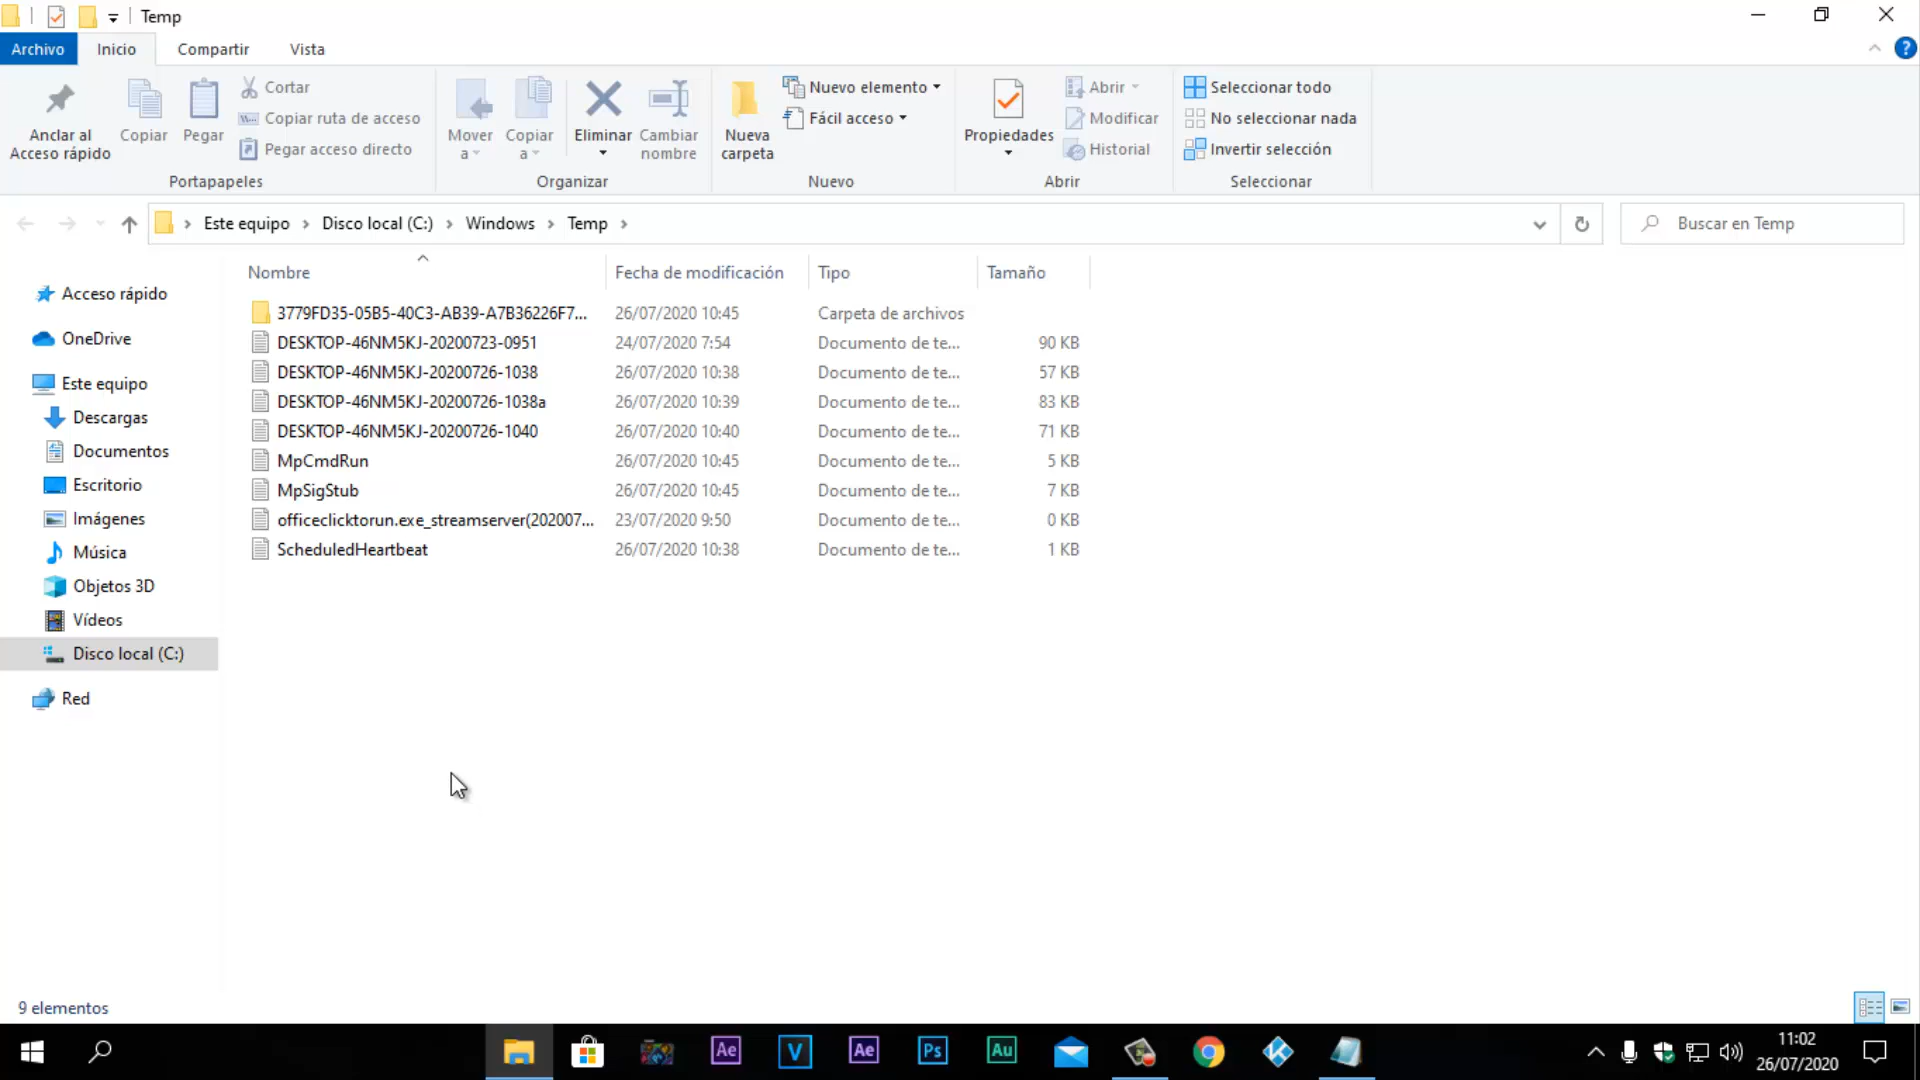 Temp
Archivo Inicio Compartir Vista
Anclar al Acceso rápido
Copiar
Pegar
Cortar
Copiar ruta de acceso
Pegar acceso directo
Portapapeles
Mover a
Copiar a
Eliminar
Cambiar nombre
Organizar
Nueva carpeta
Nuevo elemento
Fácil acceso
Nuevo
Propiedades
Abrir
Modificar
Historial
Abrir
Seleccionar todo
No seleccionar nada
Invertir selección
Seleccionar
Este equipo > Disco local (C:) > Windows > Temp >
Buscar en Temp
Acceso rápido
OneDrive
Este equipo
Descargas
Documentos
Escritorio
Imágenes
Música
Objetos 3D
Vídeos
Disco local (C:)
Red
Nombre Fecha de modificación Tipo Tamaño
3779FD35-05B5-40C3-AB39-A7B36226F7... 26/07/2020 10:45 Carpeta de archivos
DESKTOP-46NM5KJ-20200723-0951 24/07/2020 7:54 Documento de te... 90 KB
DESKTOP-46NM5KJ-20200726-1038 26/07/2020 10:38 Documento de te... 57 KB
DESKTOP-46NM5KJ-20200726-1038a 26/07/2020 10:39 Documento de te... 83 KB
DESKTOP-46NM5KJ-20200726-1040 26/07/2020 10:40 Documento de te... 71 KB
MpCmdRun 26/07/2020 10:45 Documento de te... 5 KB
MpSigStub 26/07/2020 10:45 Documento de te... 7 KB
officeclicktorun.exe_streamserver(202007... 23/07/2020 9:50 Documento de te... 0 KB
ScheduledHeartbeat 26/07/2020 10:38 Documento de te... 1 KB
9 elementos
Ae V Ae Ps Au
11:02
26/07/2020